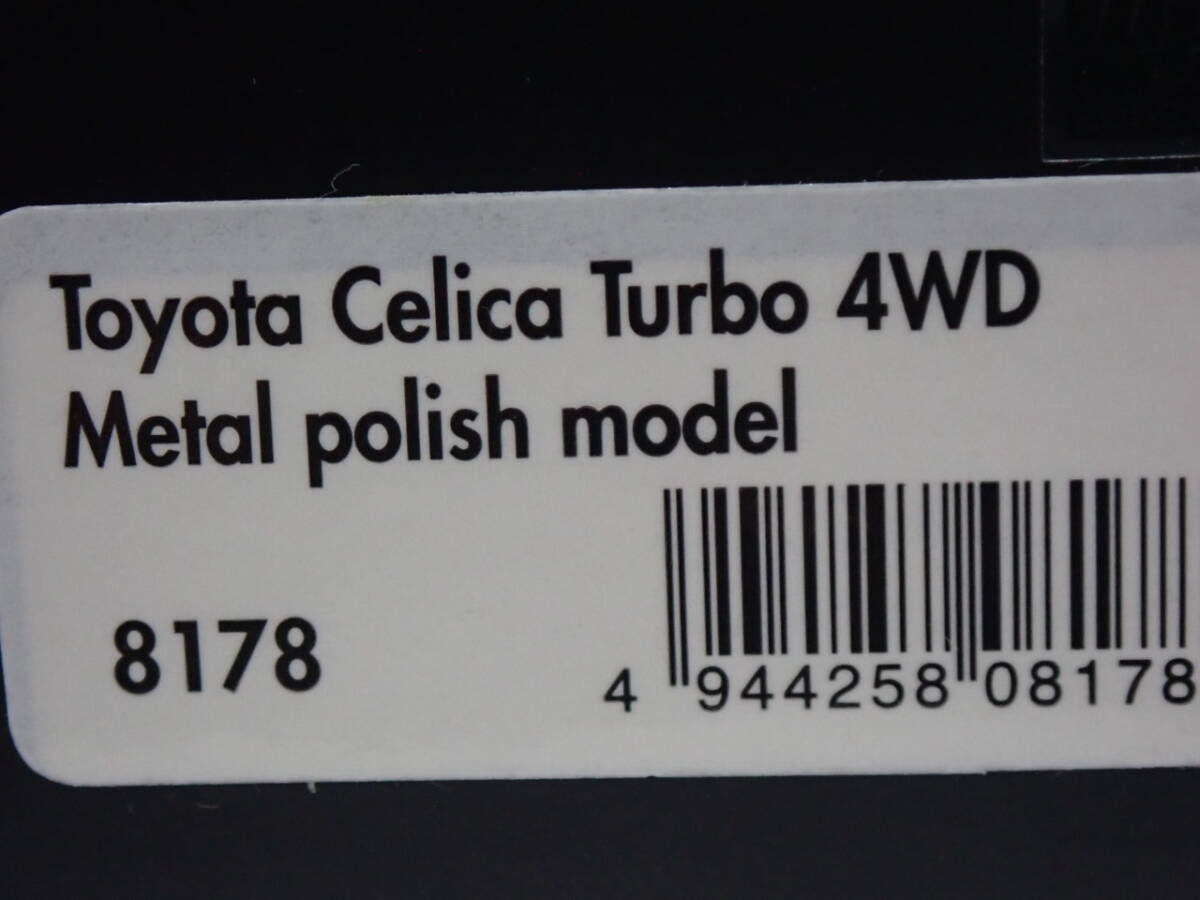 Toyota Celica Turbo 4WD
Metal polish model
8178
4 944258 08178